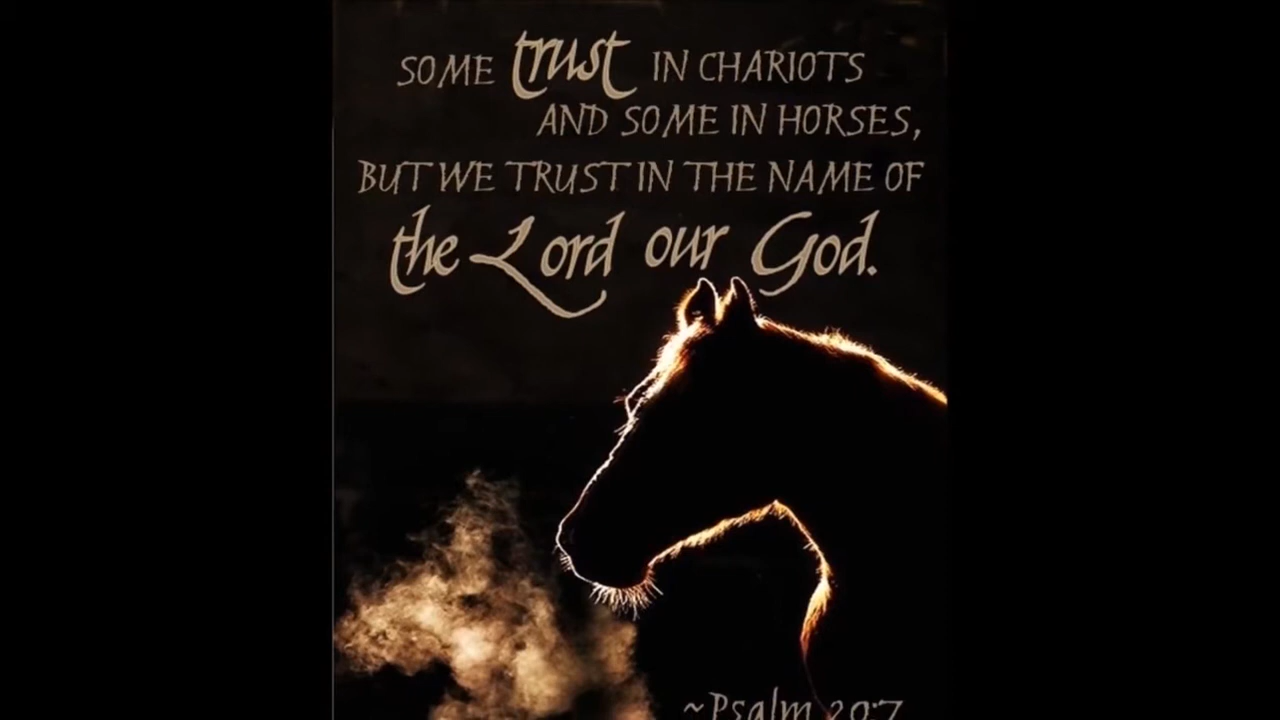 SOME trust IN CHARIOTS
AND SOME IN HORSES,
BUT WE TRUST IN THE NAME OF
the Lord our God.
~Psalm 20:7